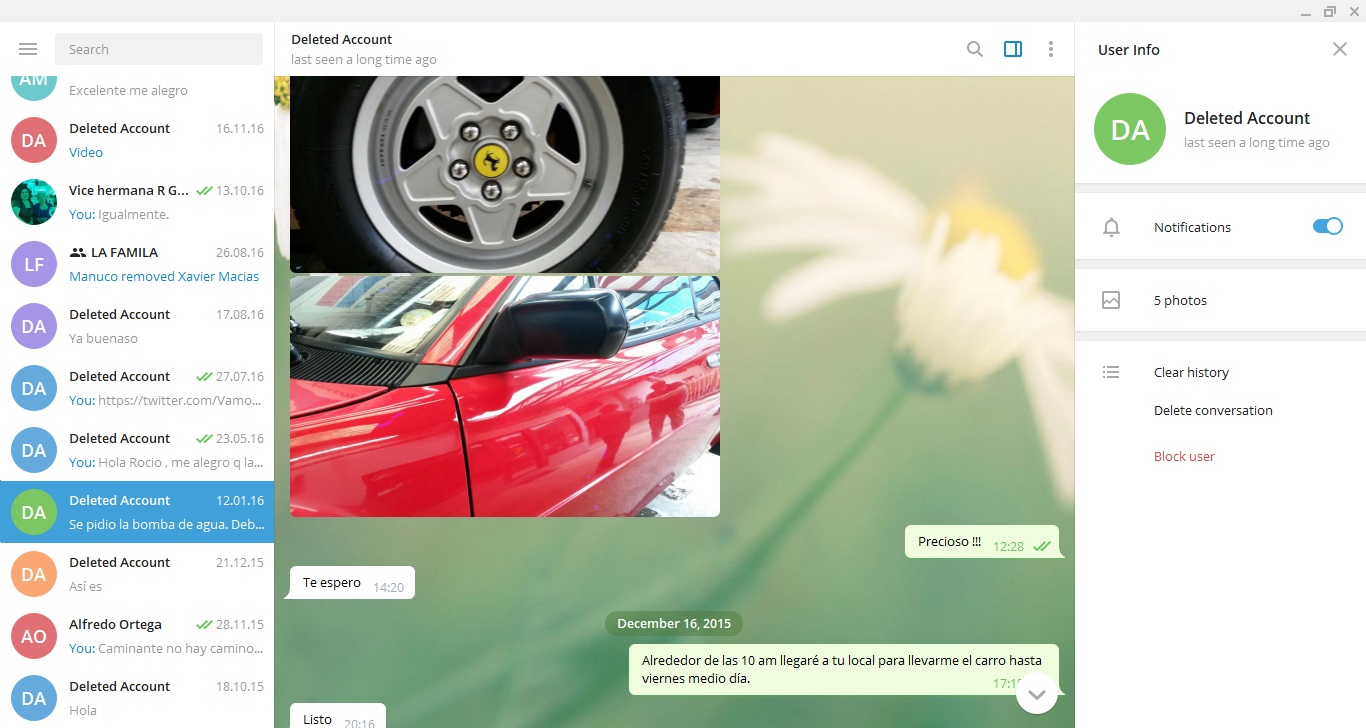 Search
AM
Excelente me alegro
DA
Deleted Account
16.11.16
Video
Vice hermana R G...
13.10.16
You: Igualmente.
LF
LA FAMILA
26.08.16
Manuco removed Xavier Macias
DA
Deleted Account
17.08.16
Ya buenaso
DA
Deleted Account
27.07.16
You: https://twitter.com/Vamo...
DA
Deleted Account
23.05.16
You: Hola Rocio , me alegro q la...
DA
Deleted Account
12.01.16
Se pidio la bomba de agua. Deb...
DA
Deleted Account
21.12.15
Así es
AO
Alfredo Ortega
28.11.15
You: Caminante no hay camino...
DA
Deleted Account
18.10.15
Hola
Deleted Account
last seen a long time ago
Precioso !!! 12:28
Te espero 14:20
December 16, 2015
Alrededor de las 10 am llegaré a tu local para llevarme el carro hasta
viernes medio día.
Listo 20:16
User Info
DA
Deleted Account
last seen a long time ago
Notifications
5 photos
Clear history
Delete conversation
Block user